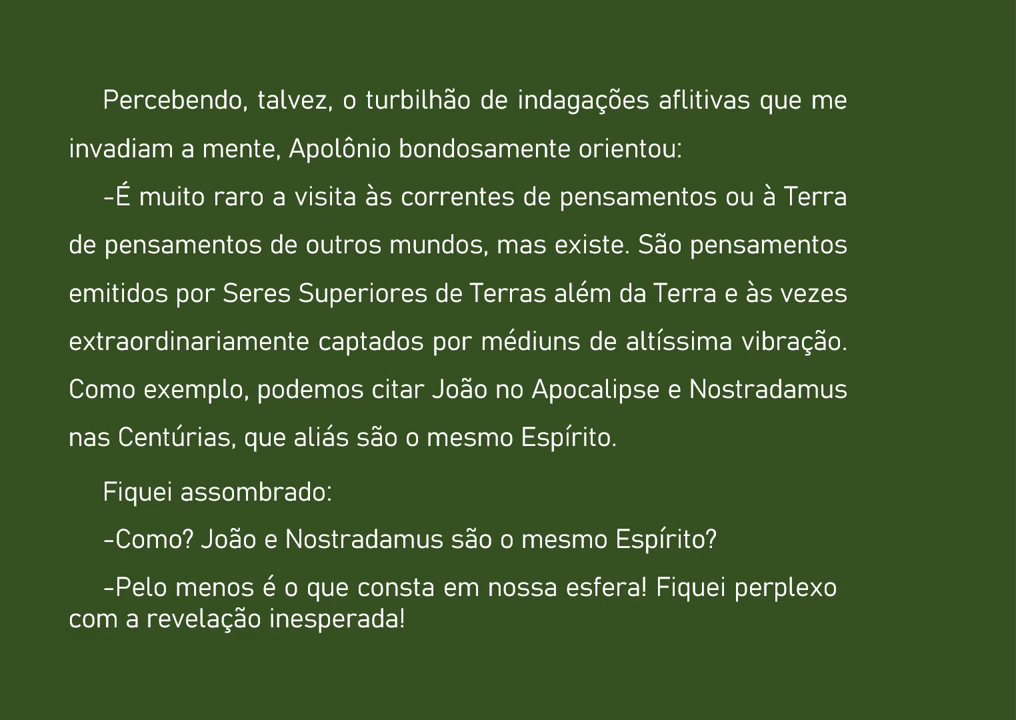 Percebendo, talvez, o turbilhão de indagações aflitivas que me
invadiam a mente, Apolônio bondosamente orientou:
-É muito raro a visita às correntes de pensamentos ou à Terra
de pensamentos de outros mundos, mas existe. São pensamentos
emitidos por Seres Superiores de Terras além da Terra e às vezes
extraordinariamente captados por médiuns de altíssima vibração.
Como exemplo, podemos citar João no Apocalipse e Nostradamus
nas Centúrias, que aliás são o mesmo Espírito.
Fiquei assombrado:
-Como? João e Nostradamus são o mesmo Espírito?
-Pelo menos é o que consta em nossa esfera! Fiquei perplexo
com a revelação inesperada!